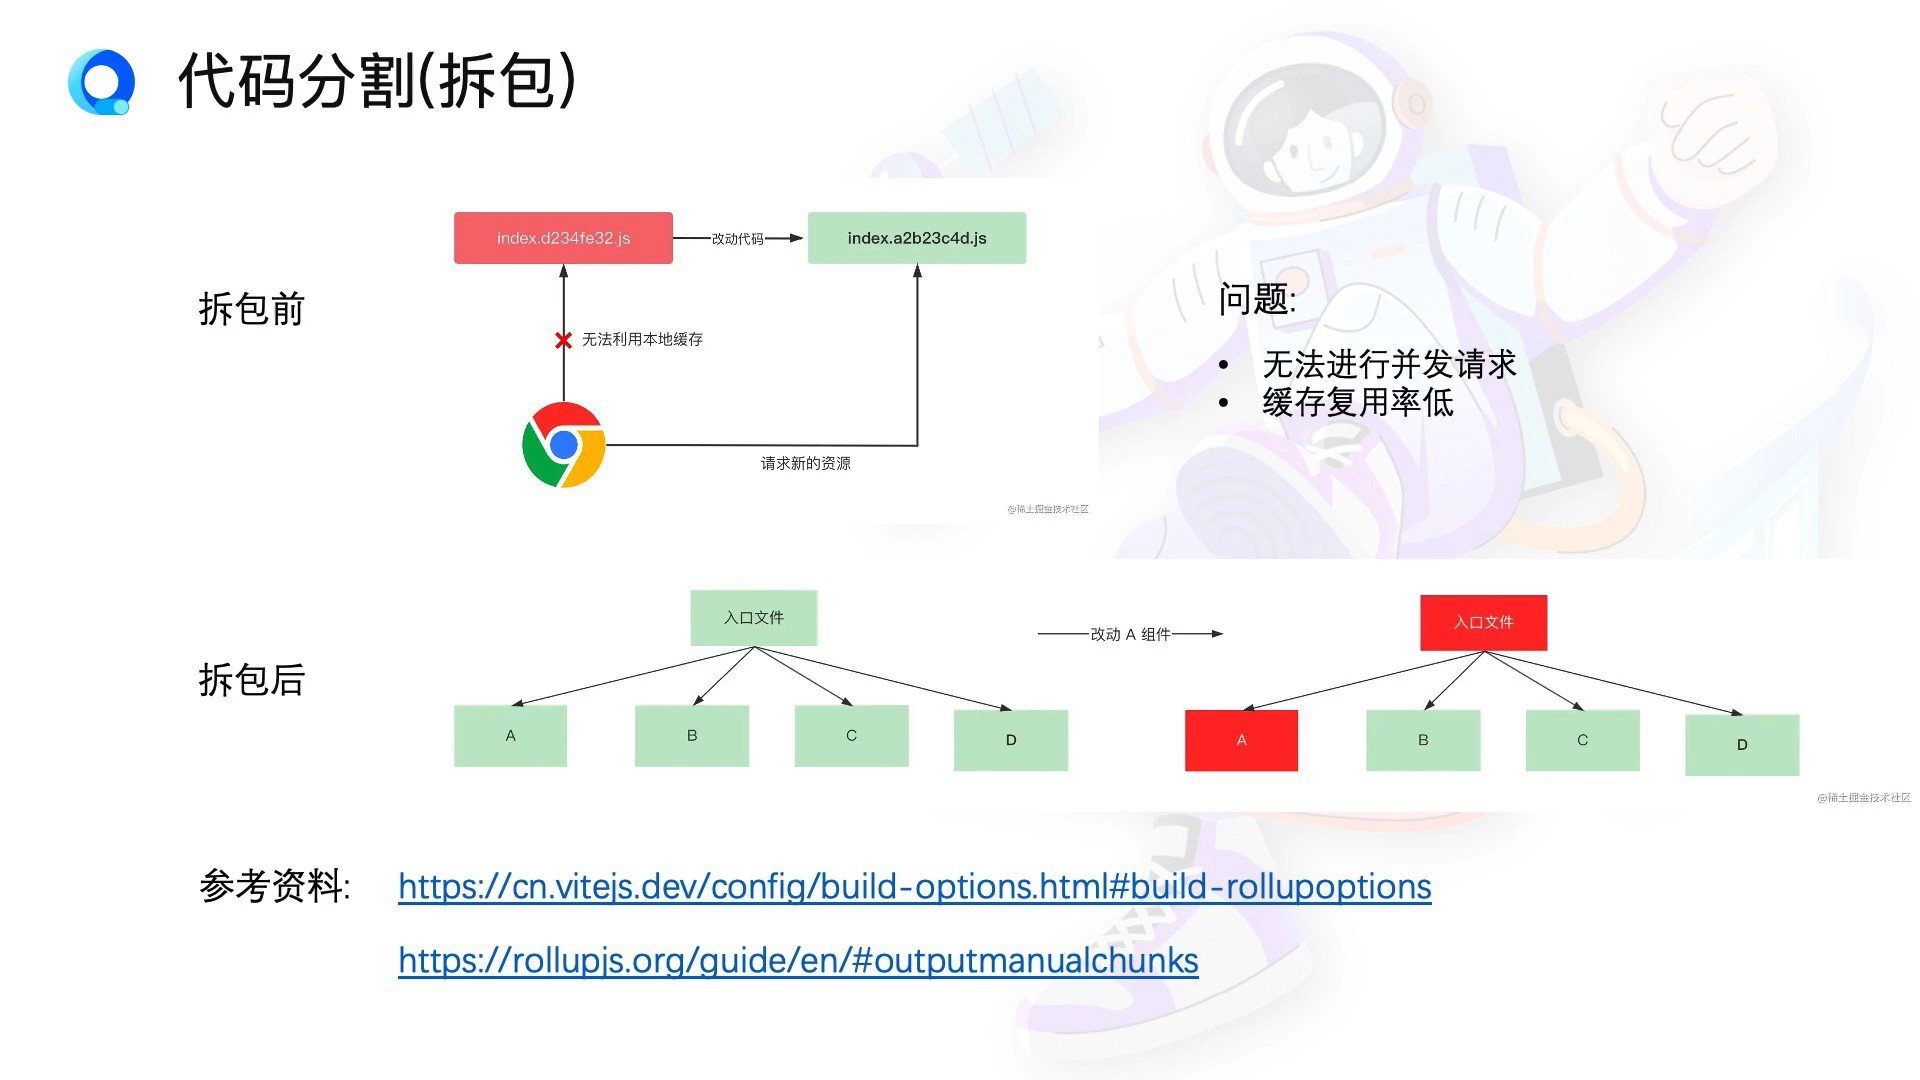 代码分割(拆包)
index.d234fe32.js
改动代码
index.a2b23c4d.js
拆包前
无法利用本地缓存
请求新的资源
@稀土掘金技术社区
问题:
• 无法进行并发请求
• 缓存复用率低
拆包后
入口文件
A
B
C
D
改动 A 组件
入口文件
A
B
C
D
@稀土掘金技术社区
参考资料:
https://cn.vitejs.dev/config/build-options.html#build-rollupoptions
https://rollupjs.org/guide/en/#outputmanualchunks